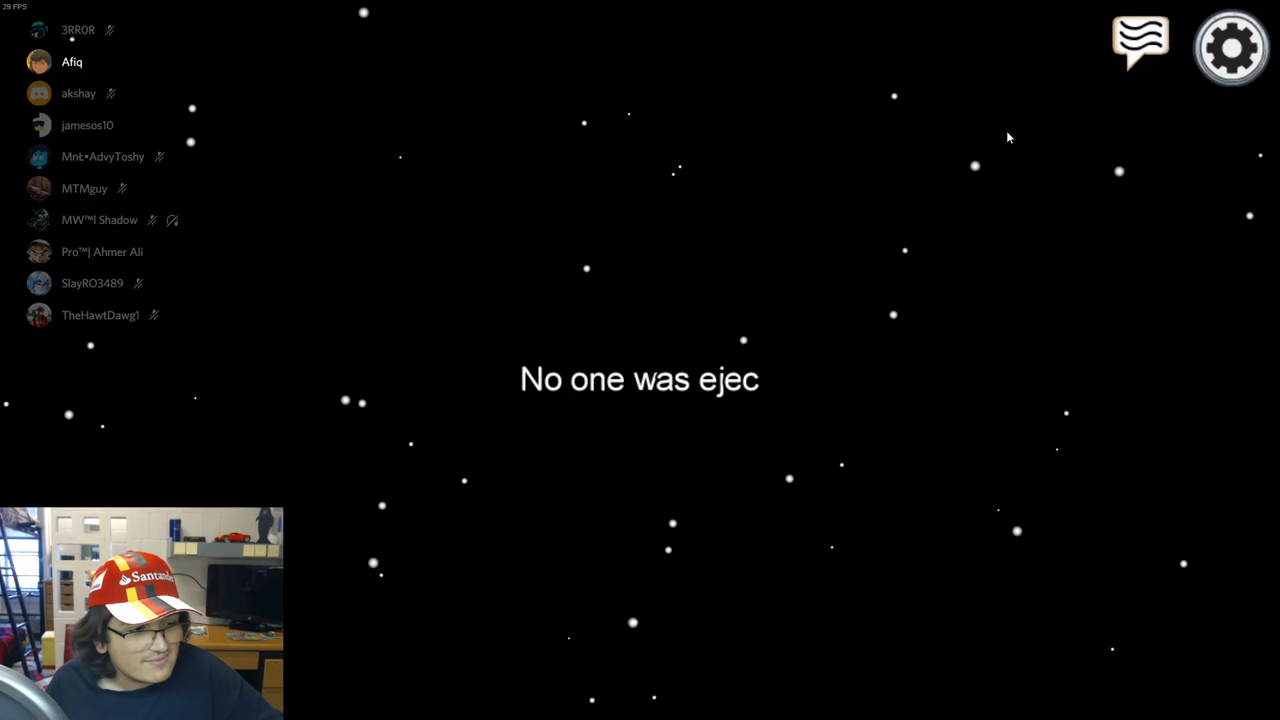 29 FPS
3RR0R
Afiq
akshay
jamesos10
MnŁ•AdvyToshy
MTMguy
MW™| Shadow
Pro™| Ahmer Ali
SlayRO3489
TheHawtDawg1
No one was ejec
Santander